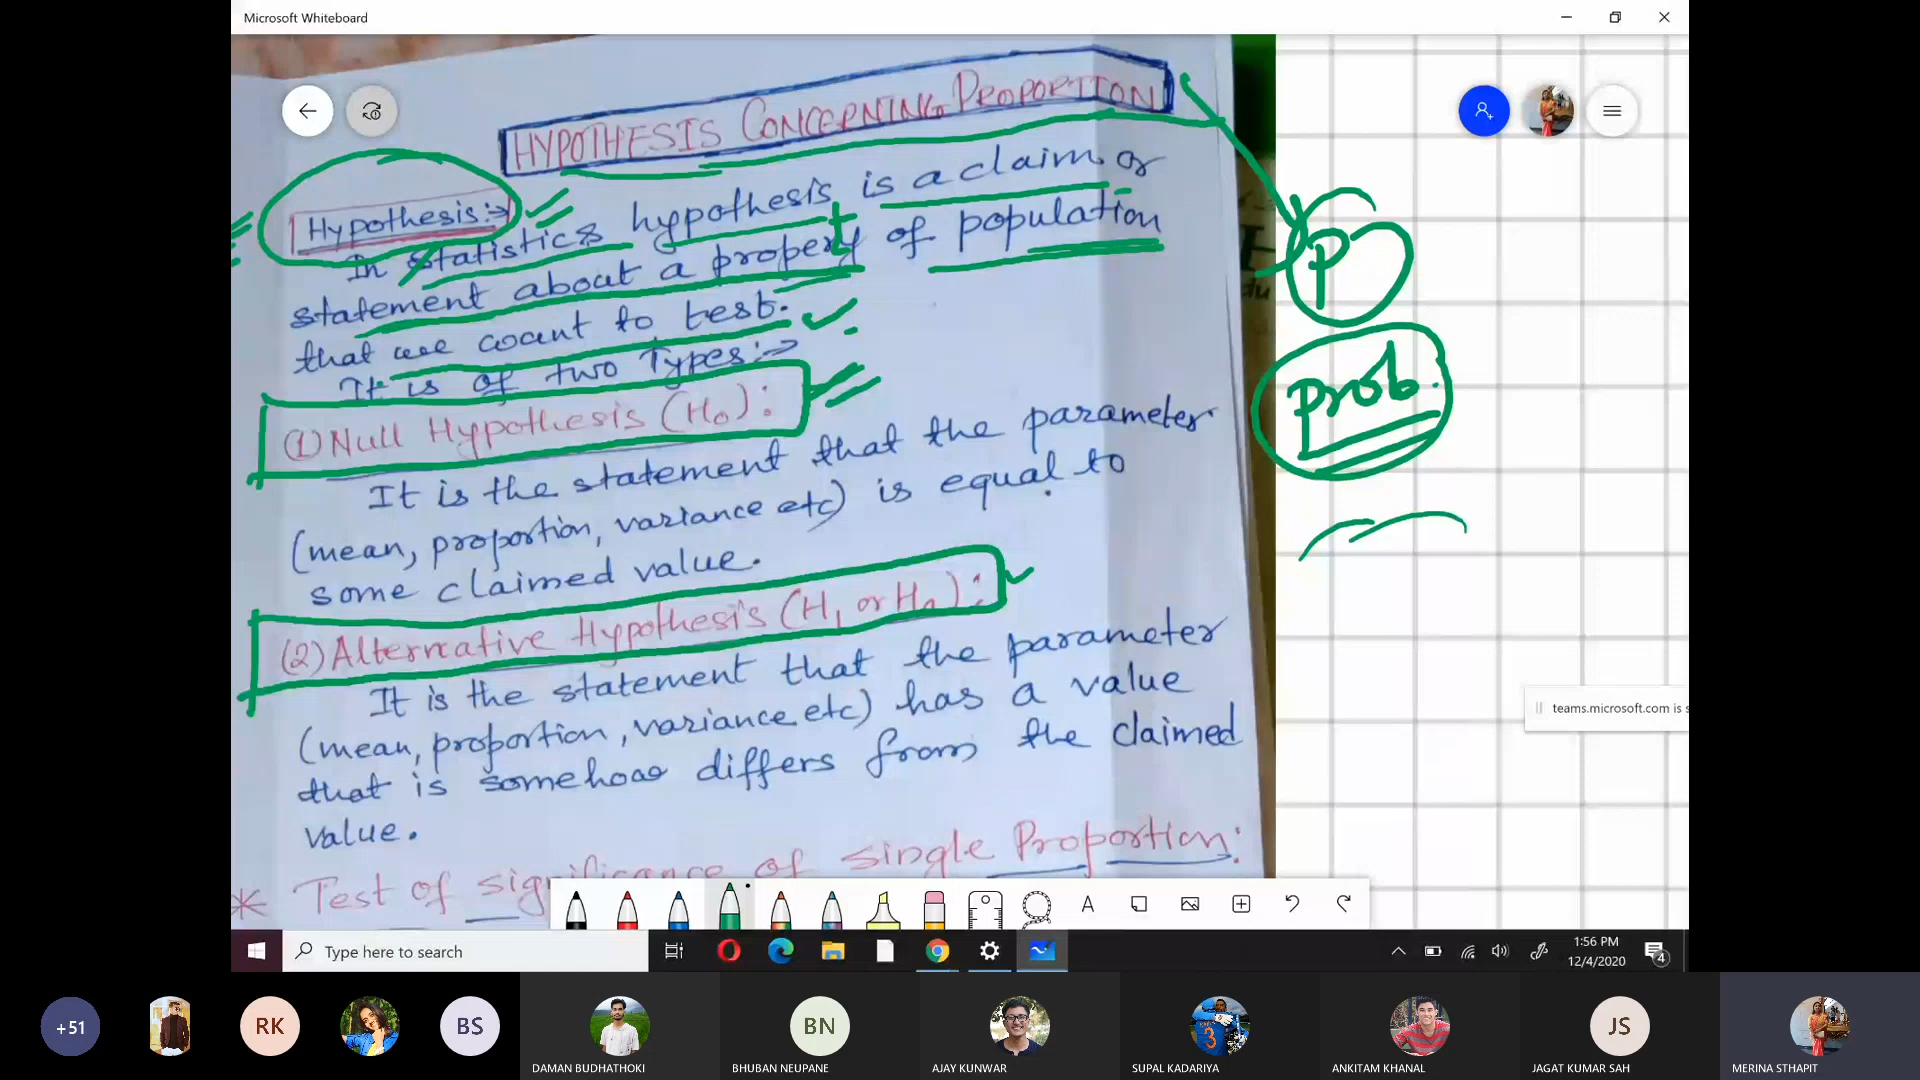 Microsoft Whiteboard
HYPOTHESIS CONCERNING PROPORTION
Hypothesis:→
In statistics hypothesis is a claim or
statement about a property of population
that we want to test.
It is of two Types:→
(1) Null Hypothesis (H0):
It is the statement that the parameter
(mean, proportion, variance etc) is equal to
some claimed value.
(2) Alternative Hypothesis (H1 or Ha):
It is the statement that the parameter
(mean, proportion, variance etc) has a value
that is somehow differs from the claimed
value.
* Test of significance of single Proportion:
P
prob.
teams.microsoft.com is s
Type here to search
1:56 PM
12/4/2020
4
+51
RK
BS
BN
JS
DAMAN BUDHATHOKI
BHUBAN NEUPANE
AJAY KUNWAR
SUPAL KADARIYA
ANKITAM KHANAL
JAGAT KUMAR SAH
MERINA STHAPIT